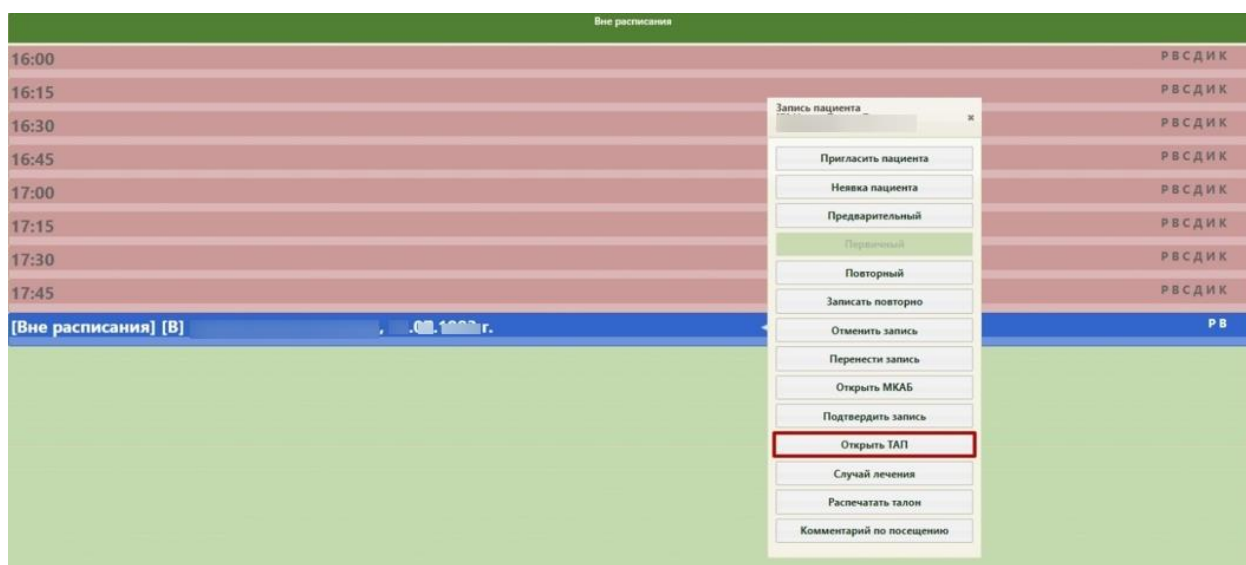 Вне расписания
16:00 РВСДИК
16:15 РВСДИК
16:30 РВСДИК
16:45 РВСДИК
17:00 РВСДИК
17:15 РВСДИК
17:30 РВСДИК
17:45 РВСДИК
[Вне расписания] [В] , г. РВ
Запись пациента
Пригласить пациента
Неявка пациента
Предварительный
Первичный
Повторный
Записать повторно
Отменить запись
Перенести запись
Открыть МКАБ
Подтвердить запись
Открыть ТАП
Случай лечения
Распечатать талон
Комментарий по посещению